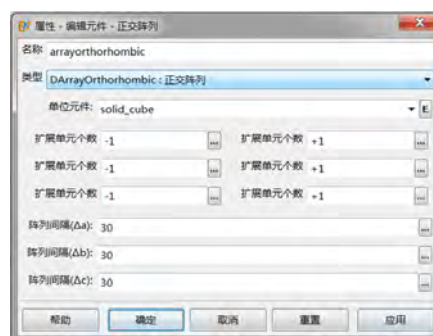 属性 - 编辑元件 - 正交阵列
名称 arrayorthorhombic
类型 DArrayOrthorhombic : 正交阵列
单位元件: solid_cube E
扩展单元个数 -1 ... 扩展单元个数 +1 ...
扩展单元个数 -1 ... 扩展单元个数 +1 ...
扩展单元个数 -1 ... 扩展单元个数 +1 ...
阵列间隔(Δa): 30 ...
阵列间隔(Δb): 30 ...
阵列间隔(Δc): 30 ...
帮助 确定 取消 重置 应用